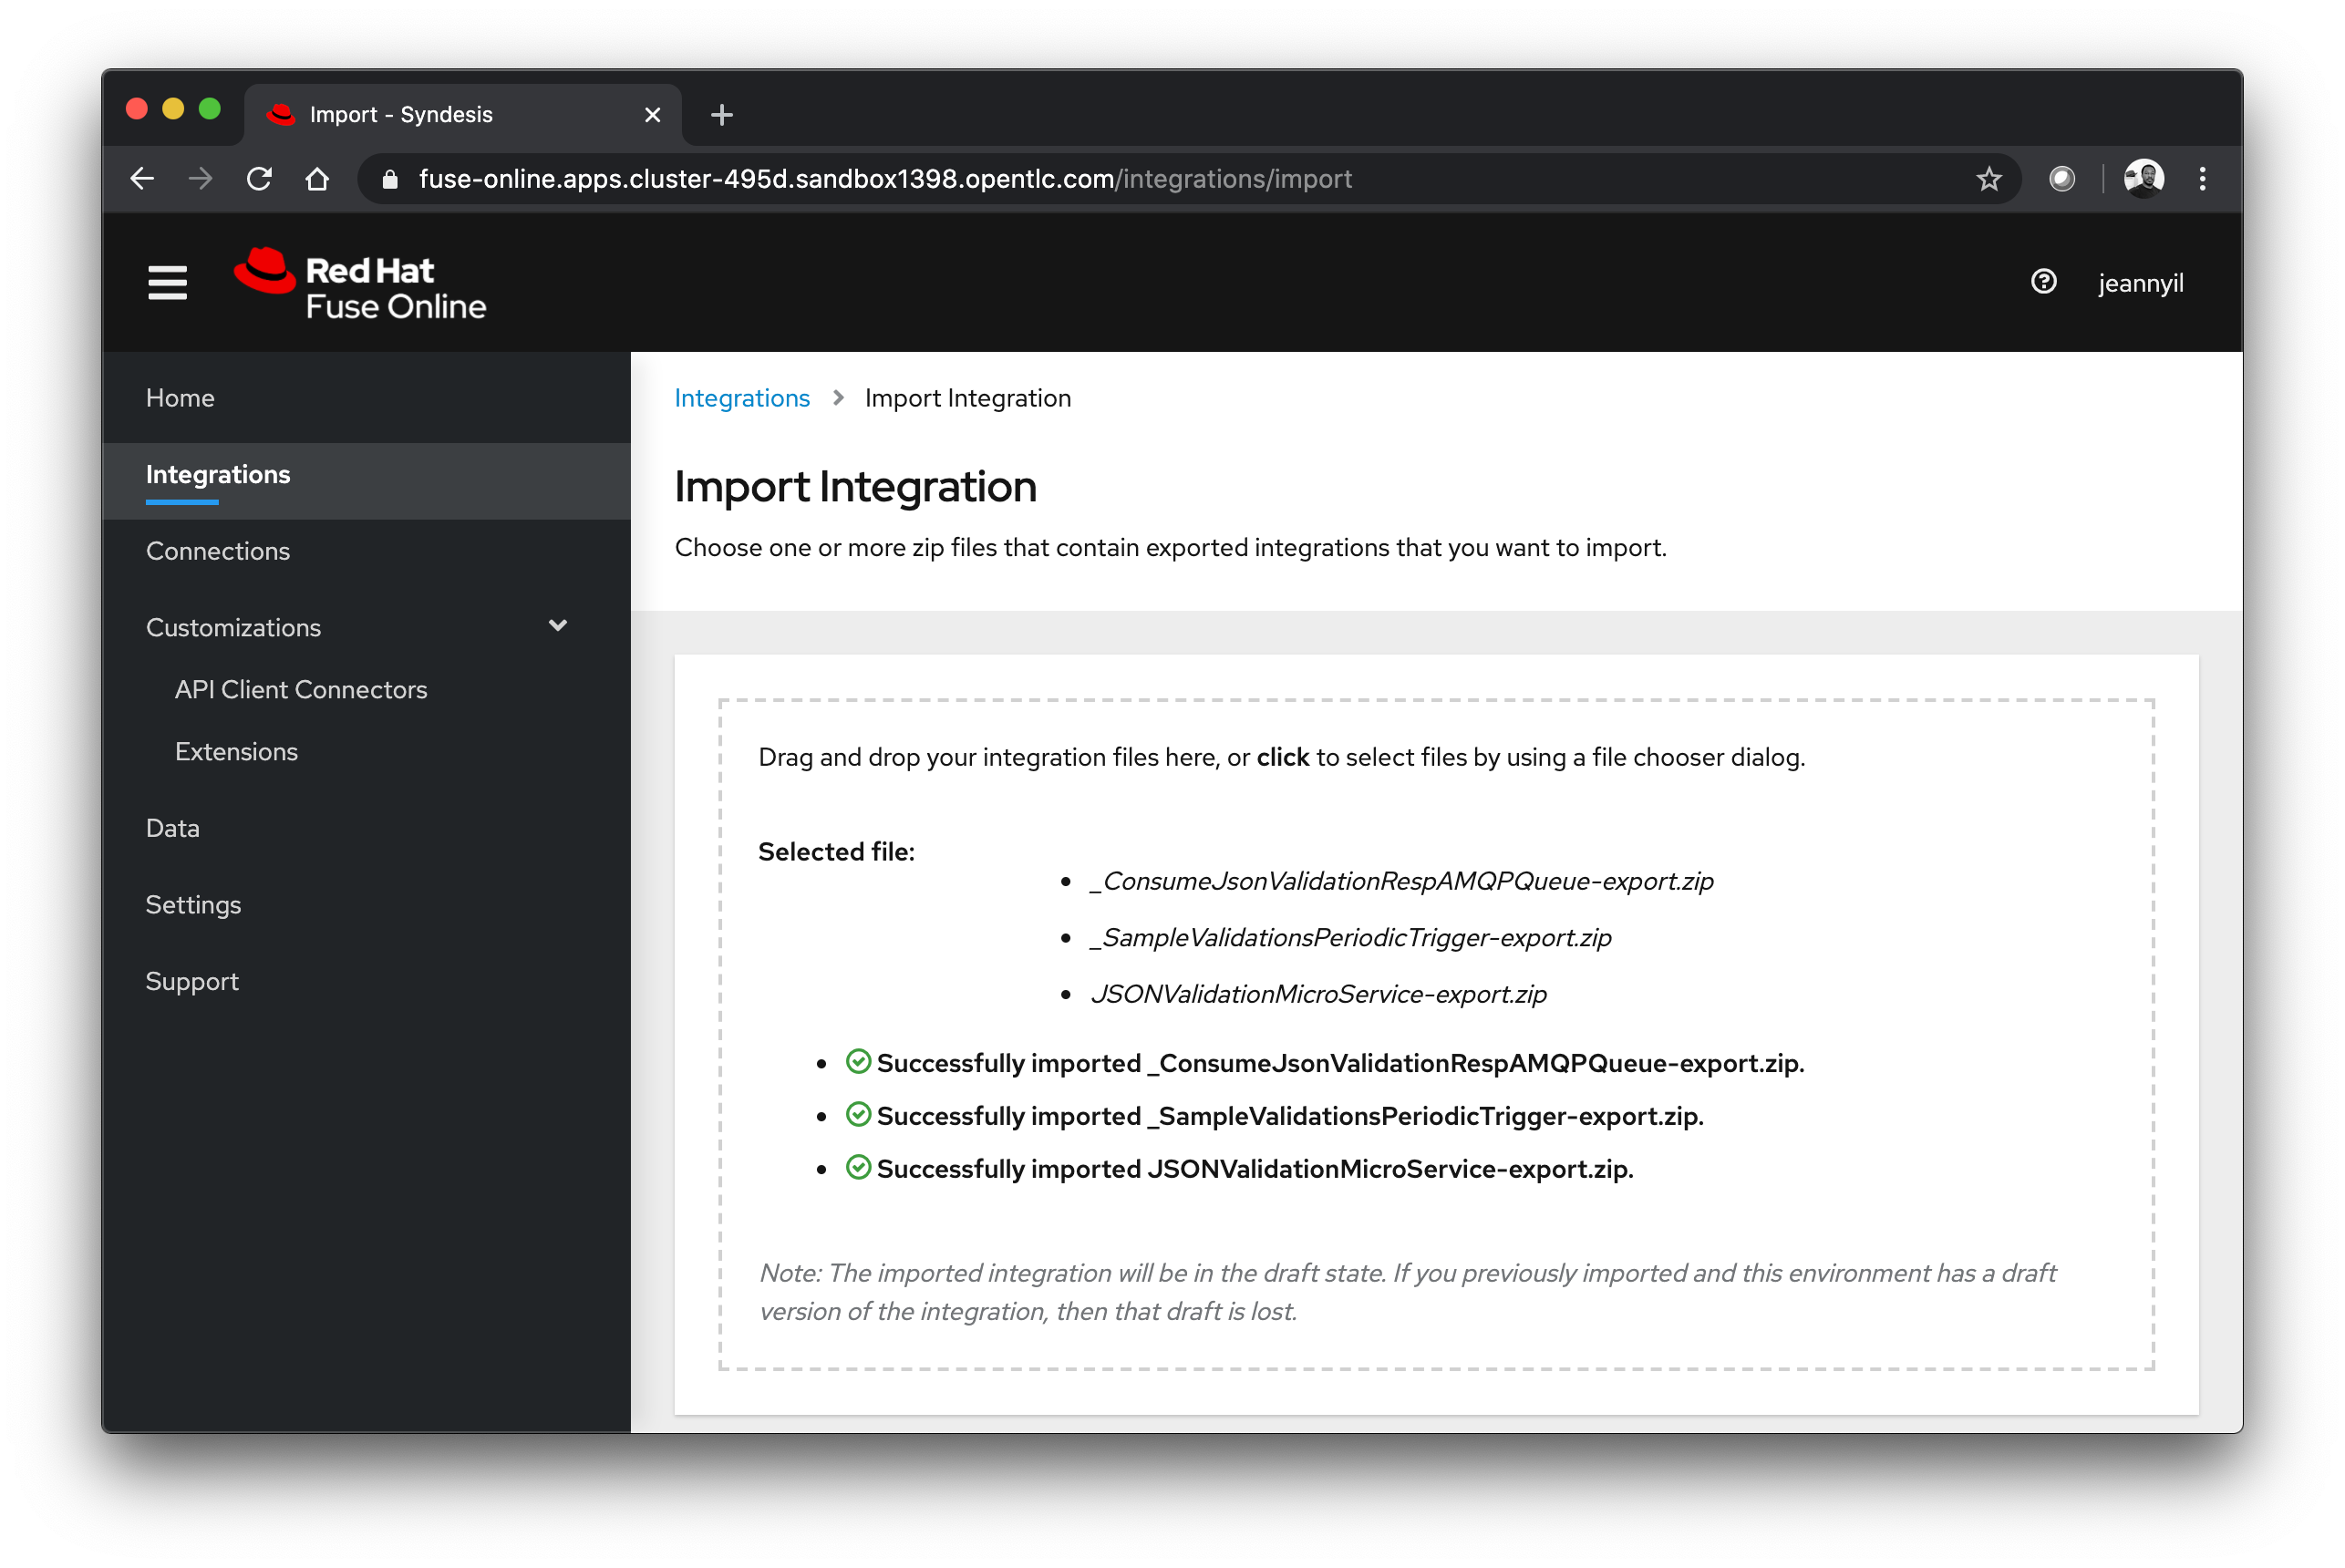 Import - Syndesis
fuse-online.apps.cluster-495d.sandbox1398.opentlc.com/integrations/import
Red Hat
Fuse Online
jeannyil
Home
Integrations
Connections
Customizations
API Client Connectors
Extensions
Data
Settings
Support
Integrations > Import Integration
Import Integration
Choose one or more zip files that contain exported integrations that you want to import.
Drag and drop your integration files here, or click to select files by using a file chooser dialog.
Selected file:
• _ConsumeJsonValidationRespAMQPQueue-export.zip
• _SampleValidationsPeriodicTrigger-export.zip
• JSONValidationMicroService-export.zip
• Successfully imported _ConsumeJsonValidationRespAMQPQueue-export.zip.
• Successfully imported _SampleValidationsPeriodicTrigger-export.zip.
• Successfully imported JSONValidationMicroService-export.zip.
Note: The imported integration will be in the draft state. If you previously imported and this environment has a draft
version of the integration, then that draft is lost.